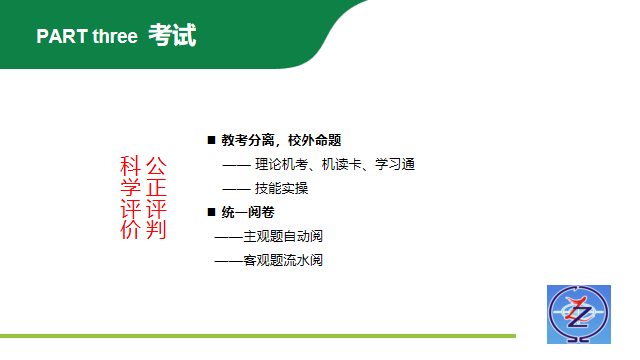 PART three 考试
科学评价
公正评判
■ 教考分离，校外命题
—— 理论机考、机读卡、学习通
—— 技能实操
■ 统一阅卷
——主观题自动阅
——客观题流水阅